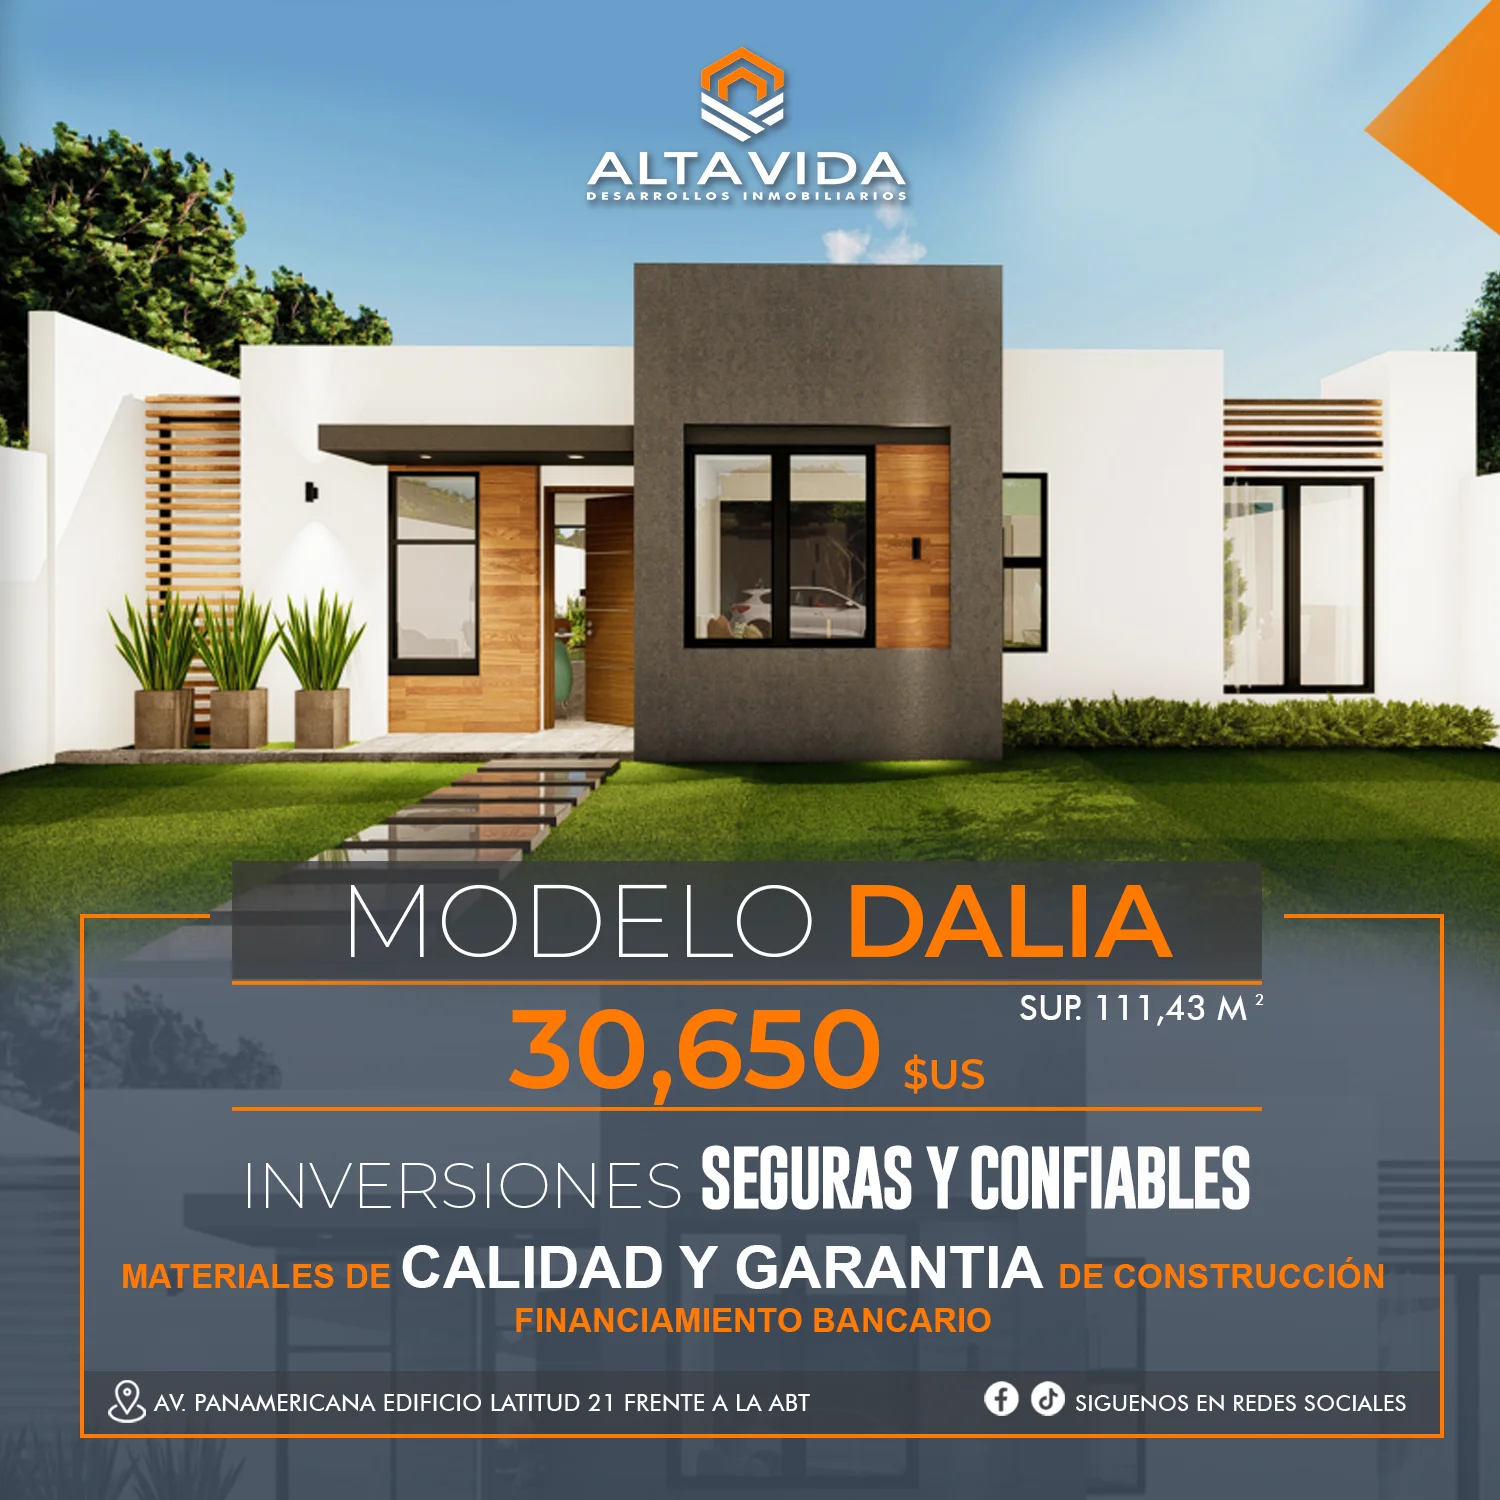 ALTAVIDA
DESARROLLOS INMOBILIARIOS
MODELO DALIA
SUP. 111,43 M²
30,650 $US
INVERSIONES SEGURAS Y CONFIABLES
MATERIALES DE CALIDAD Y GARANTIA DE CONSTRUCCIÓN
FINANCIAMIENTO BANCARIO
AV. PANAMERICANA EDIFICIO LATITUD 21 FRENTE A LA ABT
SIGUENOS EN REDES SOCIALES